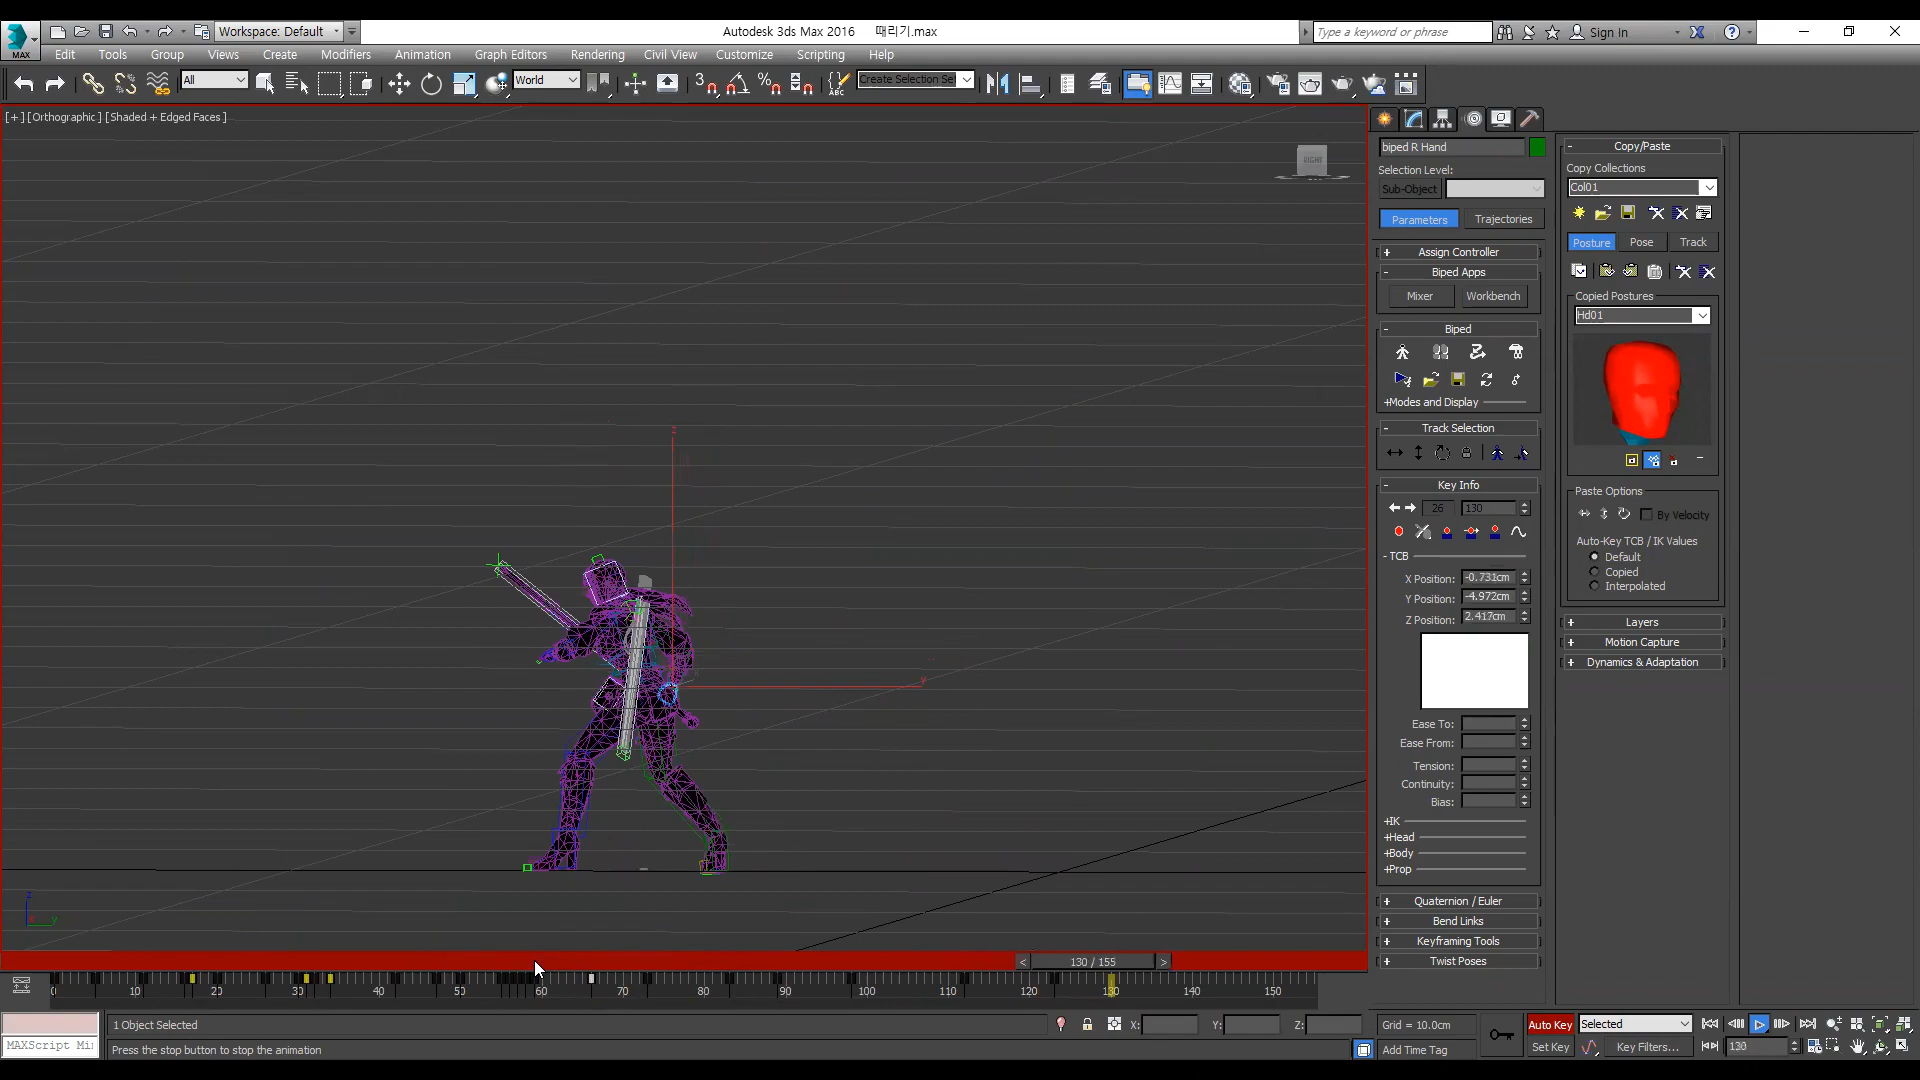 Workspace: Default
Autodesk 3ds Max 2016 때리기.max
Type a keyword or phrase
Sign In
MAX
Edit Tools Group Views Create Modifiers Animation Graph Editors Rendering Civil View Customize Scripting Help
All
World
3
Create Selection Se
[+] [Orthographic] [Shaded + Edged Faces]
RIGHT
biped R Hand
Selection Level:
Sub-Object
Parameters Trajectories
+ Assign Controller
- Biped Apps
Mixer Workbench
- Biped
+Modes and Display
- Track Selection
- Key Info
26 130
- TCB
X Position: -0.731cm
Y Position: -4.972cm
Z Position: 2.417cm
Ease To:
Ease From:
Tension:
Continuity:
Bias:
+IK
+Head
+Body
+Prop
+ Quaternion / Euler
+ Bend Links
+ Keyframing Tools
+ Twist Poses
- Copy/Paste
Copy Collections
Col01
Posture Pose Track
Copied Postures
Hd01
Paste Options
By Velocity
Auto-Key TCB / IK Values
Default
Copied
Interpolated
+ Layers
+ Motion Capture
+ Dynamics & Adaptation
z
y
z
x y
< 130 / 155 >
0 10 20 30 40 50 60 70 80 90 100 110 120 130 140 150
1 Object Selected
X: Y: Z:
Grid = 10.0cm
Auto Key Selected
MAXScript Mi
Press the stop button to stop the animation
Add Time Tag
Set Key Key Filters...
130